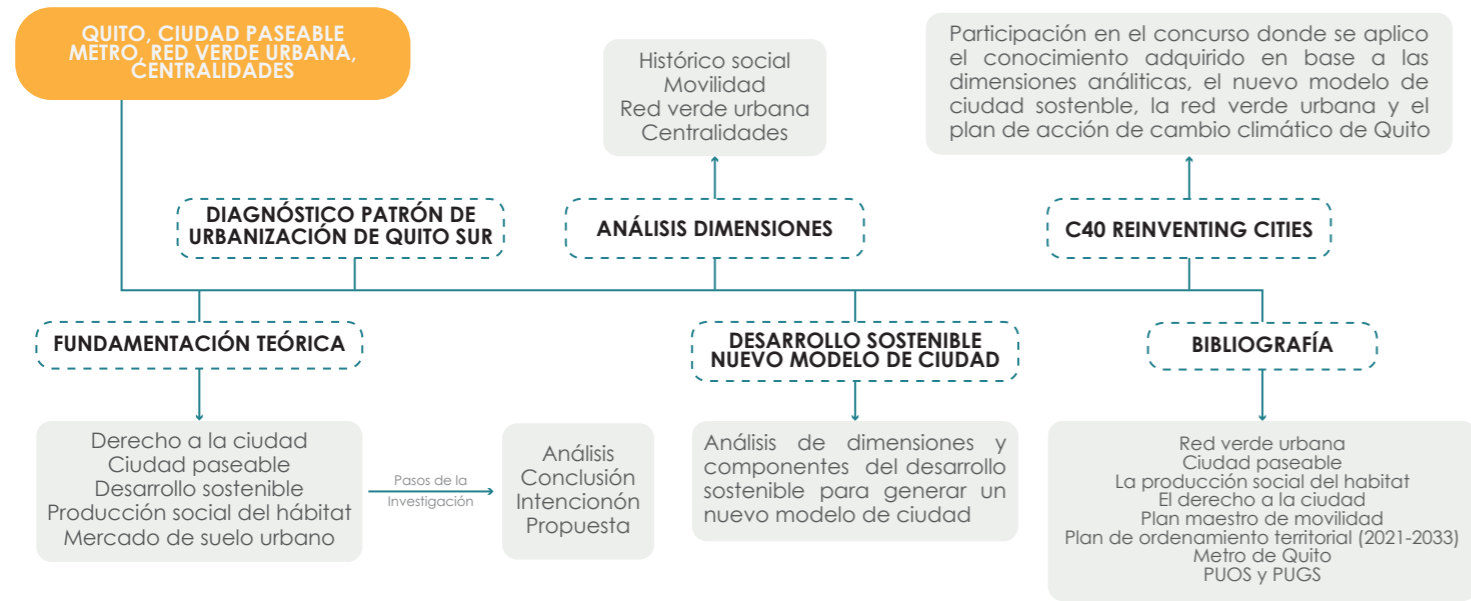 QUITO, CIUDAD PASEABLE
METRO, RED VERDE URBANA,
CENTRALIDADES
Histórico social
Movilidad
Red verde urbana
Centralidades
Participación en el concurso donde se aplico
el conocimiento adquirido en base a las
dimensiones análiticas, el nuevo modelo de
ciudad sostenble, la red verde urbana y el
plan de acción de cambio climático de Quito
DIAGNÓSTICO PATRÓN DE
URBANIZACIÓN DE QUITO SUR
ANÁLISIS DIMENSIONES
C40 REINVENTING CITIES
FUNDAMENTACIÓN TEÓRICA
DESARROLLO SOSTENIBLE
NUEVO MODELO DE CIUDAD
BIBLIOGRAFÍA
Derecho a la ciudad
Ciudad paseable
Desarrollo sostenible
Producción social del hábitat
Mercado de suelo urbano
Pasos de la
Investigación
Análisis
Conclusión
Intencionón
Propuesta
Análisis de dimensiones y
componentes del desarrollo
sostenible para generar un
nuevo modelo de ciudad
Red verde urbana
Ciudad paseable
La producción social del habitat
El derecho a la ciudad
Plan maestro de movilidad
Plan de ordenamiento territorial (2021-2033)
Metro de Quito
PUOS y PUGS